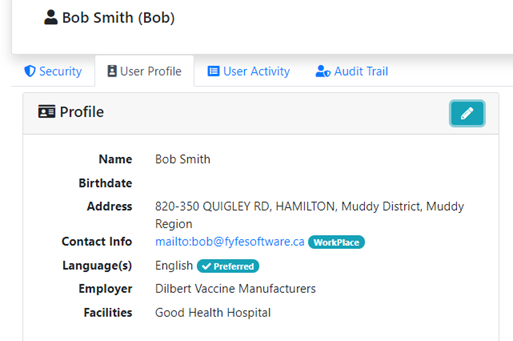 Bob Smith (Bob)
Security User Profile User Activity Audit Trail
Profile
Name Bob Smith
Birthdate
Address 820-350 QUIGLEY RD, HAMILTON, Muddy District, Muddy
Region
Contact Info mailto:bob@fyfesoftware.ca WorkPlace
Language(s) English Preferred
Employer Dilbert Vaccine Manufacturers
Facilities Good Health Hospital